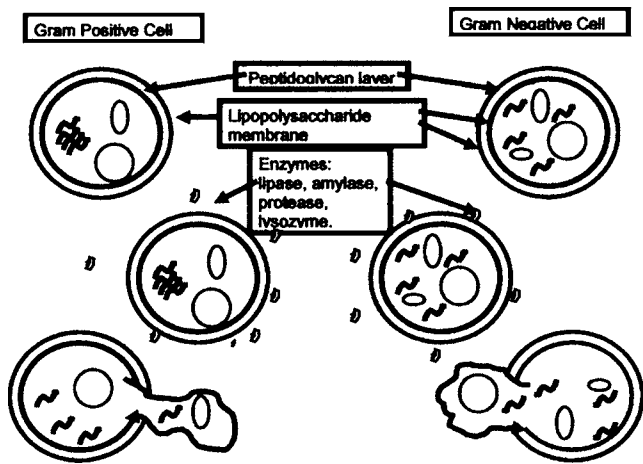 Gram Positive Cell
Gram Negative Cell
Peptidoglycan layer
Lipopolysaccharide
membrane
Enzymes:
lipase, amylase,
protease,
lysozyme.